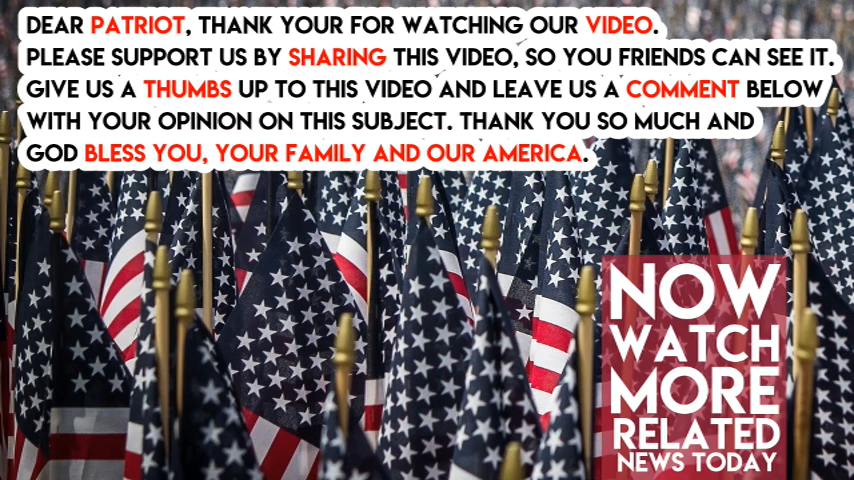 DEAR PATRIOT, THANK YOUR FOR WATCHING OUR VIDEO.
PLEASE SUPPORT US BY SHARING THIS VIDEO, SO YOU FRIENDS CAN SEE IT.
GIVE US A THUMBS UP TO THIS VIDEO AND LEAVE US A COMMENT BELOW
WITH YOUR OPINION ON THIS SUBJECT. THANK YOU SO MUCH AND
GOD BLESS YOU, YOUR FAMILY AND OUR AMERICA.
NOW
WATCH
MORE
RELATED
NEWS TODAY